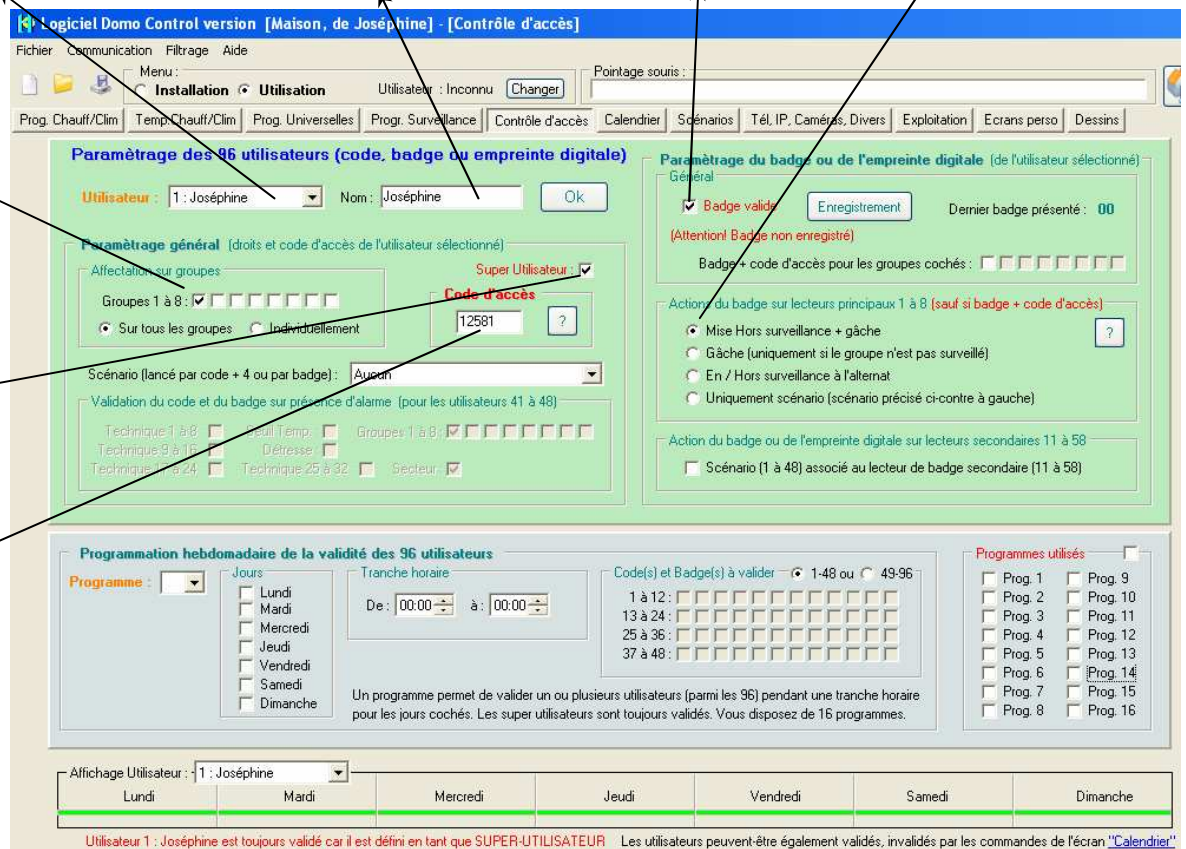 Logiciel Domo Control version [Maison, de Joséphine] - [Contrôle d'accès]
Fichier Communication Filtrage Aide
Menu :
Installation Utilisation
Utilisateur : Inconnu Changer
Pointage souris :
Prog. Chauff/Clim Temp Chauff/Clim Prog. Universelles Progr. Surveillance Contrôle d'accès Calendrier Scénarios Tél, IP, Caméras, Divers Exploitation Ecrans perso Dessins
Paramètrage des 96 utilisateurs (code, badge ou empreinte digitale)
Utilisateur : 1 : Joséphine Nom : Joséphine Ok
Paramètrage général (droits et code d'accès de l'utilisateur sélectionné)
Affectation sur groupes
Super Utilisateur :
Groupes 1 à 8 :
Sur tous les groupes Individuellement
Code d'accès
12581 ?
Scénario (lancé par code + 4 ou par badge) : Aucun
Validation du code et du badge sur présence d'alarme (pour les utilisateurs 41 à 48)
Technique 1 à 8 Seuil Temp. Groupes 1 à 8 :
Technique 9 à 16 Détresse
Technique 17 à 24 Technique 25 à 32 Secteur
Paramètrage du badge ou de l'empreinte digitale (de l'utilisateur sélectionné)
Général
Badge valide Enregistrement Dernier badge présenté : 00
(Attention! Badge non enregistré)
Badge + code d'accès pour les groupes cochés :
Actions du badge sur lecteurs principaux 1 à 8 (sauf si badge + code d'accès)
Mise Hors surveillance + gâche ?
Gâche (uniquement si le groupe n'est pas surveillé)
En / Hors surveillance à l'alternat
Uniquement scénario (scénario précisé ci-contre à gauche)
Action du badge ou de l'empreinte digitale sur lecteurs secondaires 11 à 58
Scénario (1 à 48) associé au lecteur de badge secondaire (11 à 58)
Programmation hebdomadaire de la validité des 96 utilisateurs
Programme :
Jours
Lundi
Mardi
Mercredi
Jeudi
Vendredi
Samedi
Dimanche
Tranche horaire
De : 00:00 à : 00:00
Code(s) et Badge(s) à valider 1-48 ou 49-96
1 à 12 :
13 à 24 :
25 à 36 :
37 à 48 :
Un programme permet de valider un ou plusieurs utilisateurs (parmi les 96) pendant une tranche horaire
pour les jours cochés. Les super utilisateurs sont toujours validés. Vous disposez de 16 programmes.
Programmes utilisés
Prog. 1 Prog. 9
Prog. 2 Prog. 10
Prog. 3 Prog. 11
Prog. 4 Prog. 12
Prog. 5 Prog. 13
Prog. 6 Prog. 14
Prog. 7 Prog. 15
Prog. 8 Prog. 16
Affichage Utilisateur : 1 : Joséphine
Lundi Mardi Mercredi Jeudi Vendredi Samedi Dimanche
Utilisateur 1 : Joséphine est toujours validé car il est défini en tant que SUPER-UTILISATEUR Les utilisateurs peuvent-être également validés, invalidés par les commandes de l'écran "Calendrier"